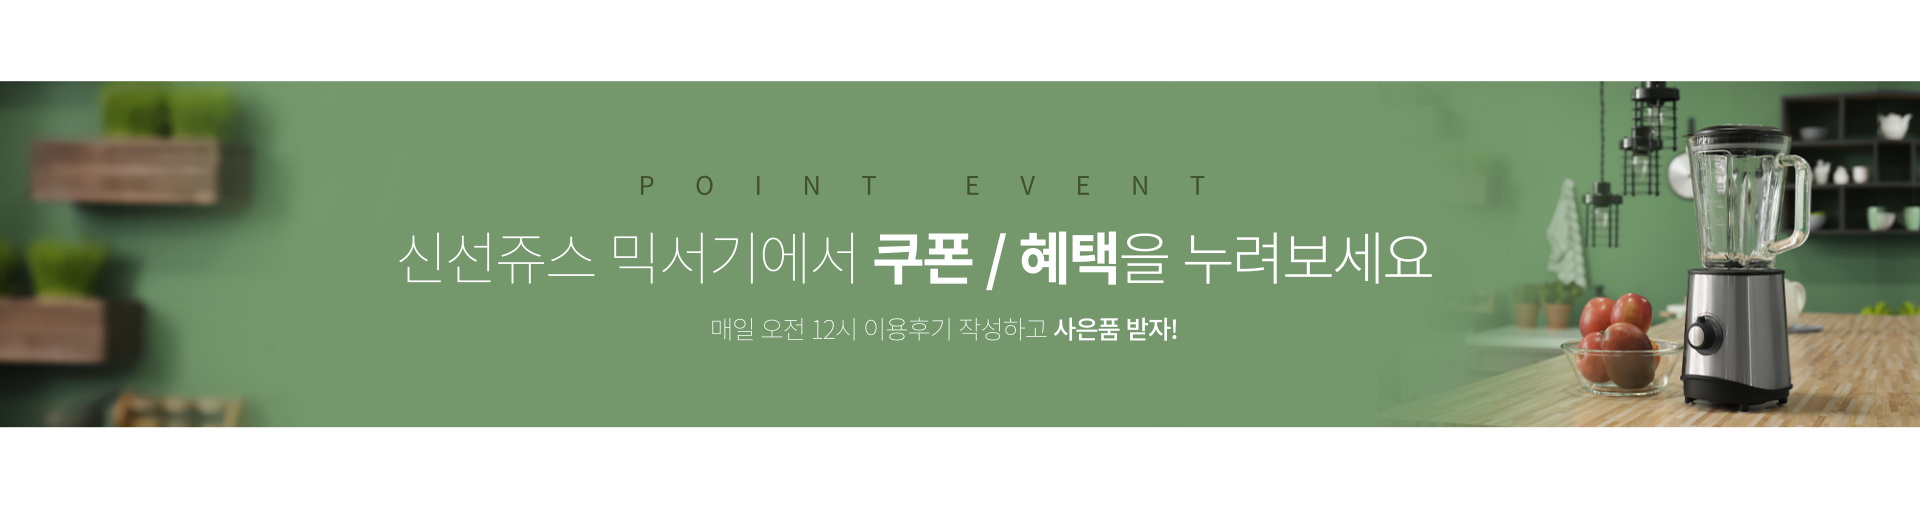 POINT EVENT
신선쥬스 믹서기에서 쿠폰 / 혜택을 누려보세요
매일 오전 12시 이용후기 작성하고 사은품 받자!